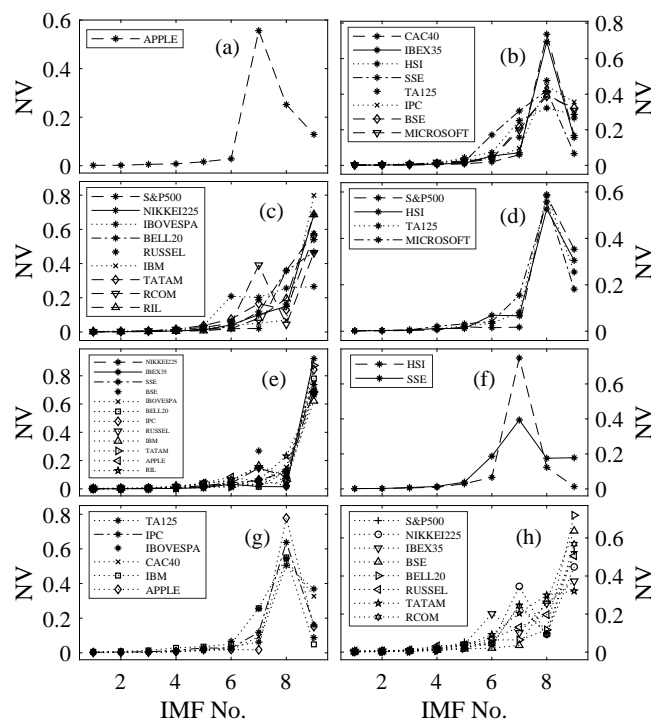 0.6
0.4
0.2
0
NV
APPLE
(a)
0.8
0.6
0.4
0.2
0
NV
CAC40
IBEX35
HSI
SSE
TA125
IPC
BSE
MICROSOFT
(b)
0.8
0.6
0.4
0.2
0
NV
S&P500
NIKKEI225
IBOVESPA
BELL20
RUSSEL
IBM
TATAM
RCOM
RIL
(c)
0.6
0.4
0.2
0
NV
S&P500
HSI
TA125
MICROSOFT
(d)
0.8
0.6
0.4
0.2
0
NV
NIKKEI225
IBEX35
SSE
BSE
IBOVESPA
BELL20
IPC
RUSSEL
IBM
TATAM
APPLE
RIL
(e)
0.8
0.6
0.4
0.2
0
NV
HSI
SSE
(f)
0.8
0.6
0.4
0.2
0
NV
TA125
IPC
IBOVESPA
CAC40
IBM
APPLE
(g)
2 4 6 8
IMF No.
0.6
0.4
0.2
0
NV
S&P500
NIKKEI225
IBEX35
BSE
BELL20
RUSSEL
TATAM
RCOM
(h)
2 4 6 8
IMF No.